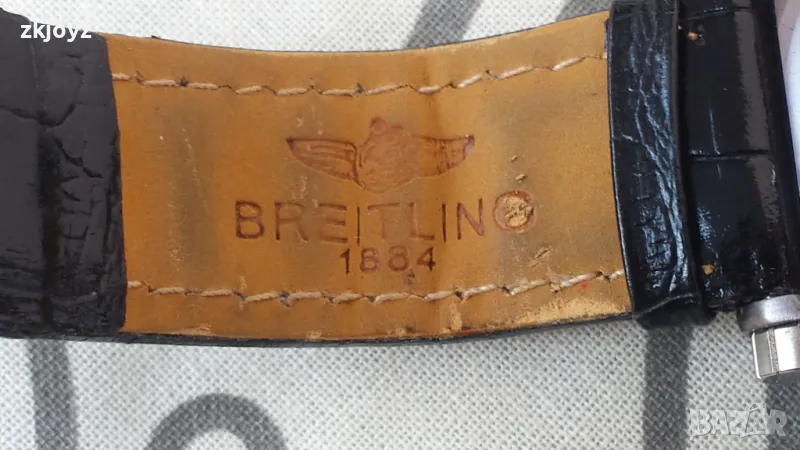 zkjoyz
BREITLING
1884
BAZAR